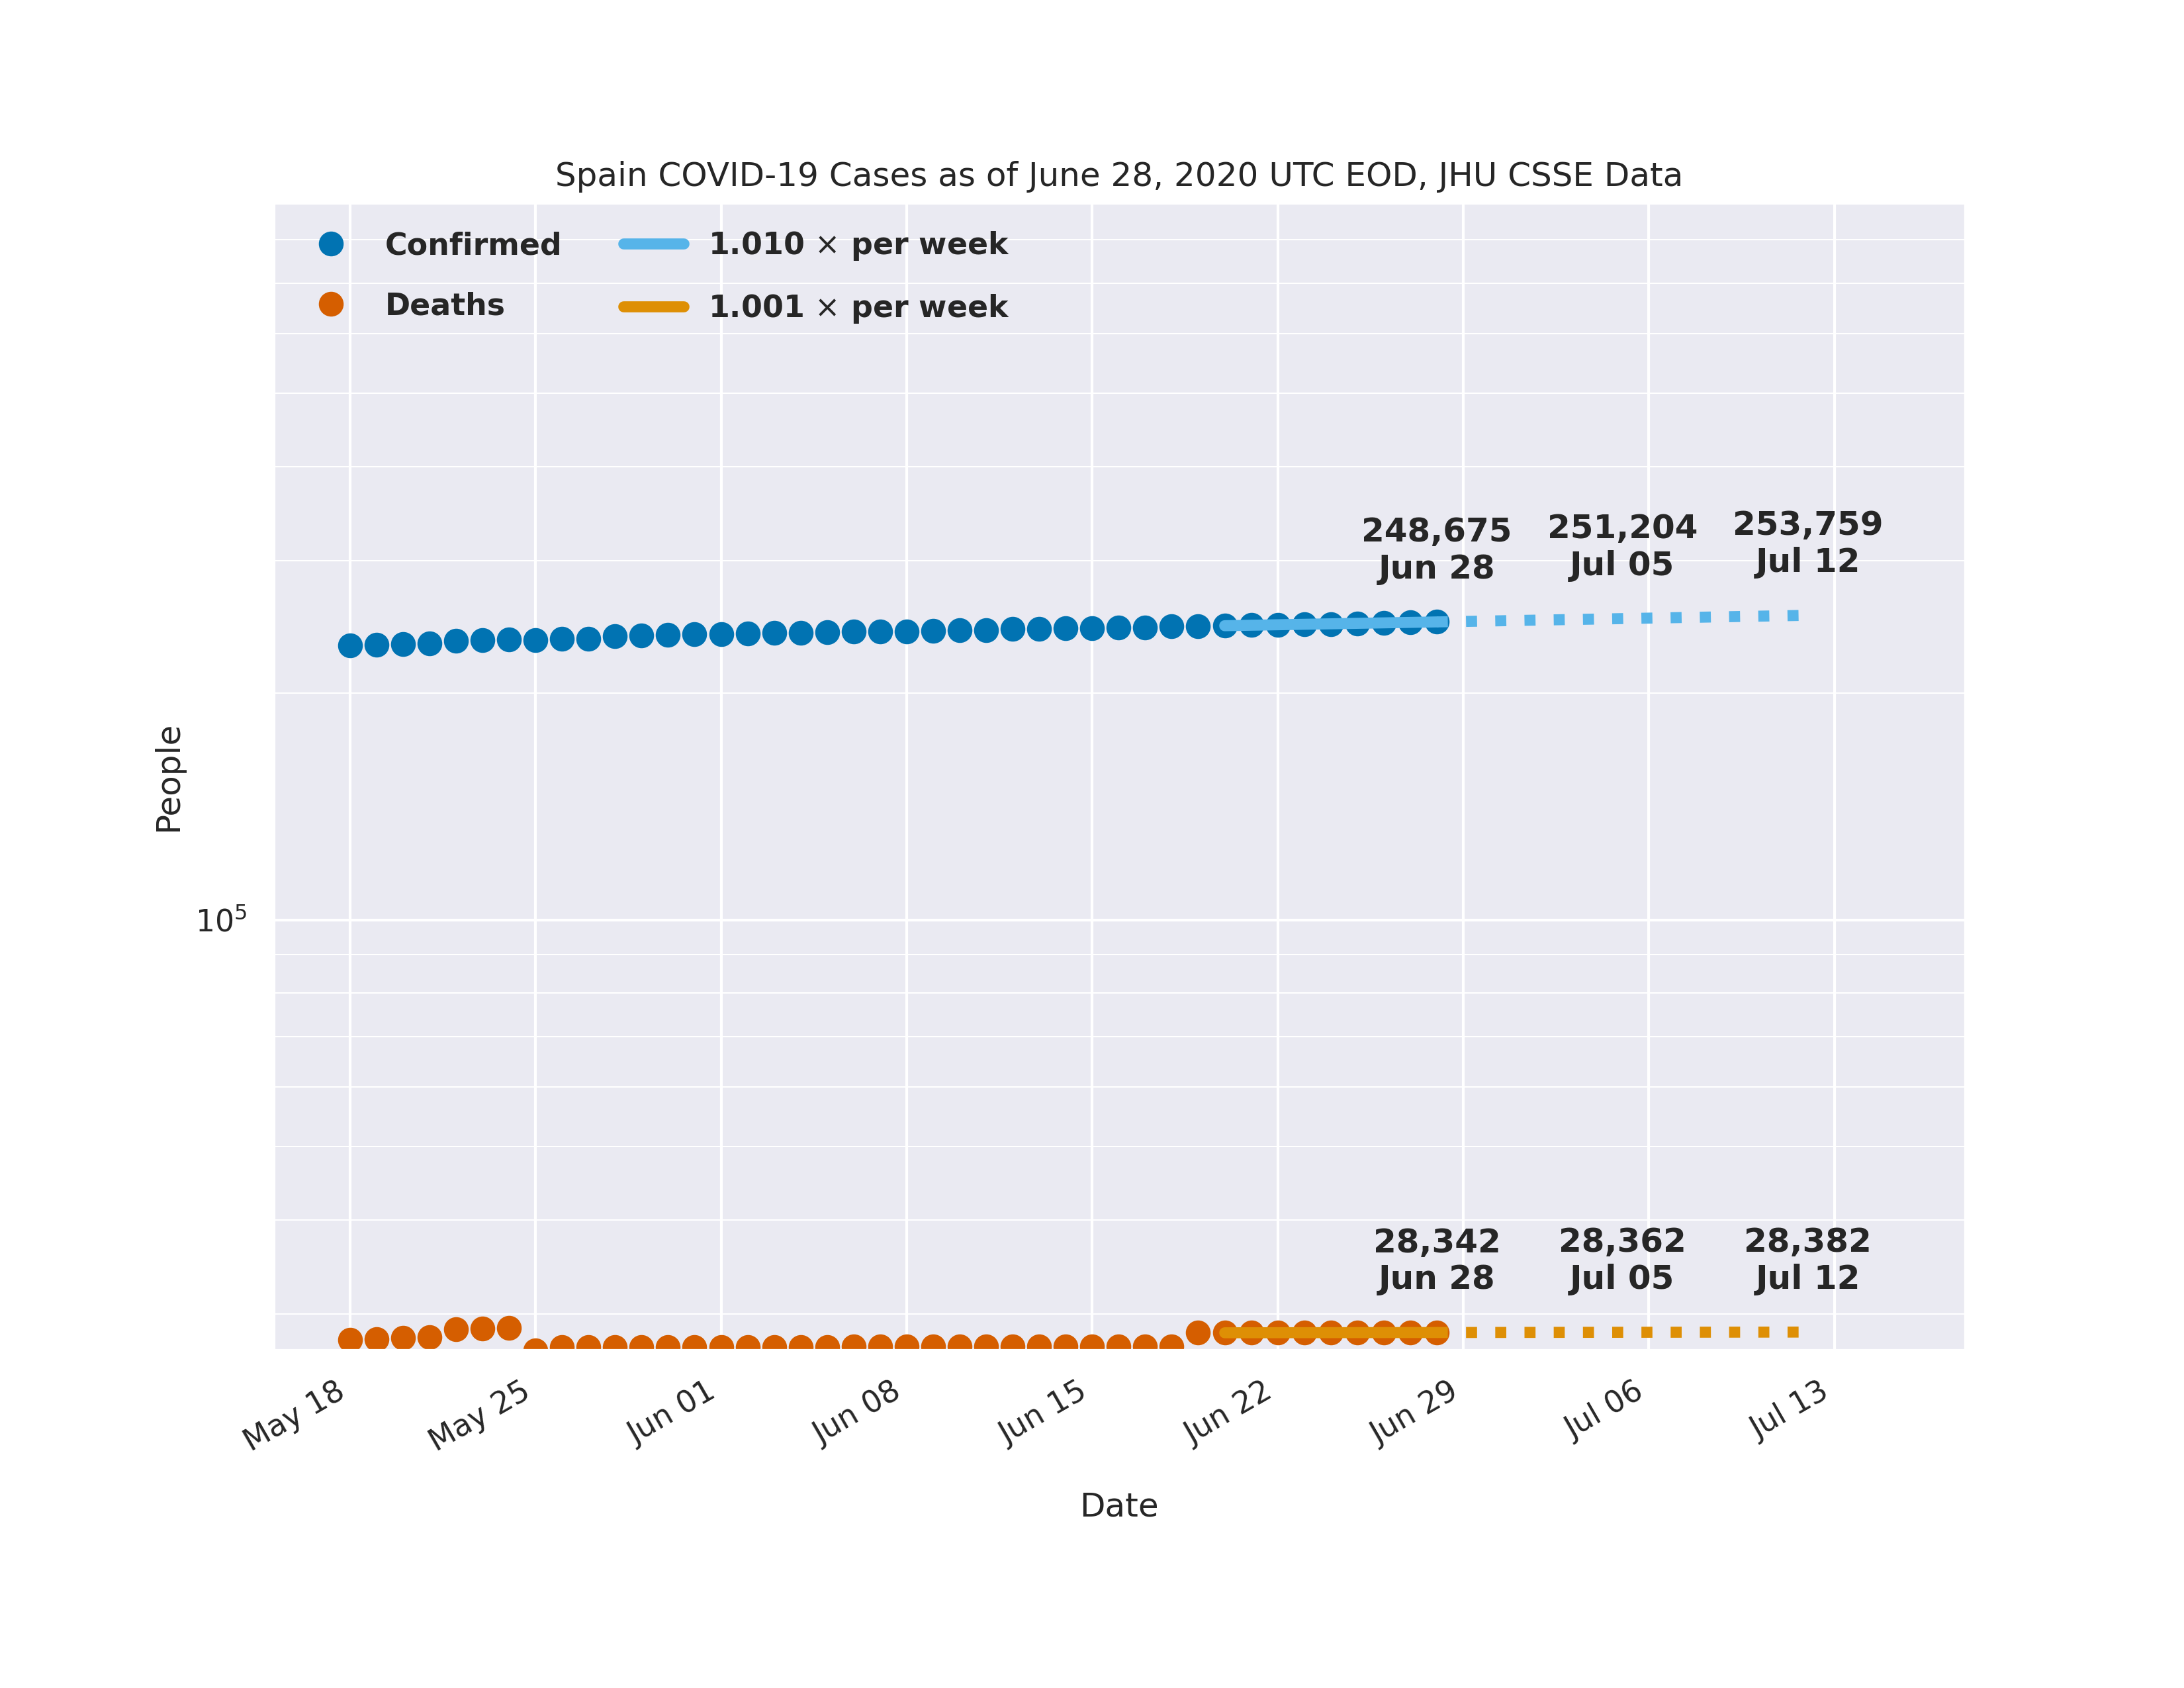 Spain COVID-19 Cases as of June 28, 2020 UTC EOD, JHU CSSE Data
Confirmed
Deaths
1.010 × per week
1.001 × per week
248,675
Jun 28
251,204
Jul 05
253,759
Jul 12
People
10⁵
28,342
Jun 28
28,362
Jul 05
28,382
Jul 12
May 18
May 25
Jun 01
Jun 08
Jun 15
Jun 22
Jun 29
Jul 06
Jul 13
Date